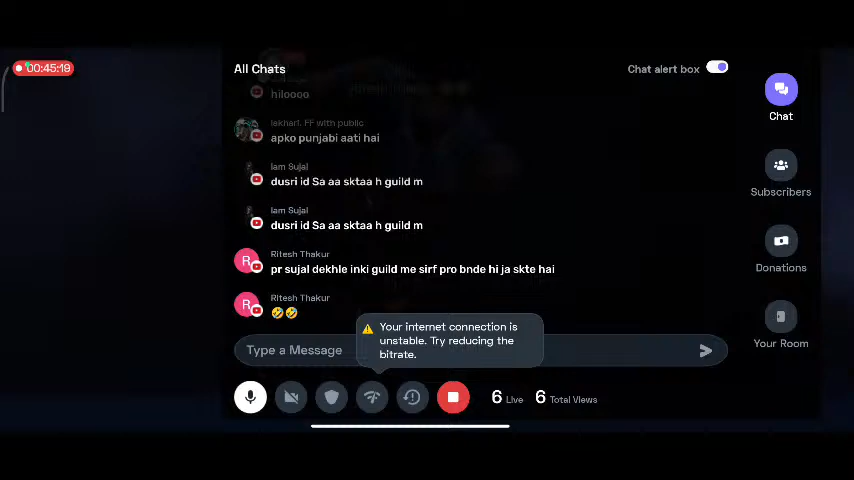 00:45:19
All Chats
Chat alert box
hiloooo
lakhari. FF with public
apko punjabi aati hai
Iam Sujal
dusri id Sa aa sktaa h guild m
Iam Sujal
dusri id Sa aa sktaa h guild m
Ritesh Thakur
pr sujal dekhle inki guild me sirf pro bnde hi ja skte hai
Ritesh Thakur
🤣🤣
Your internet connection is
unstable. Try reducing the
bitrate.
Type a Message
6 Live 6 Total Views
Chat
Subscribers
Donations
Your Room
R
R